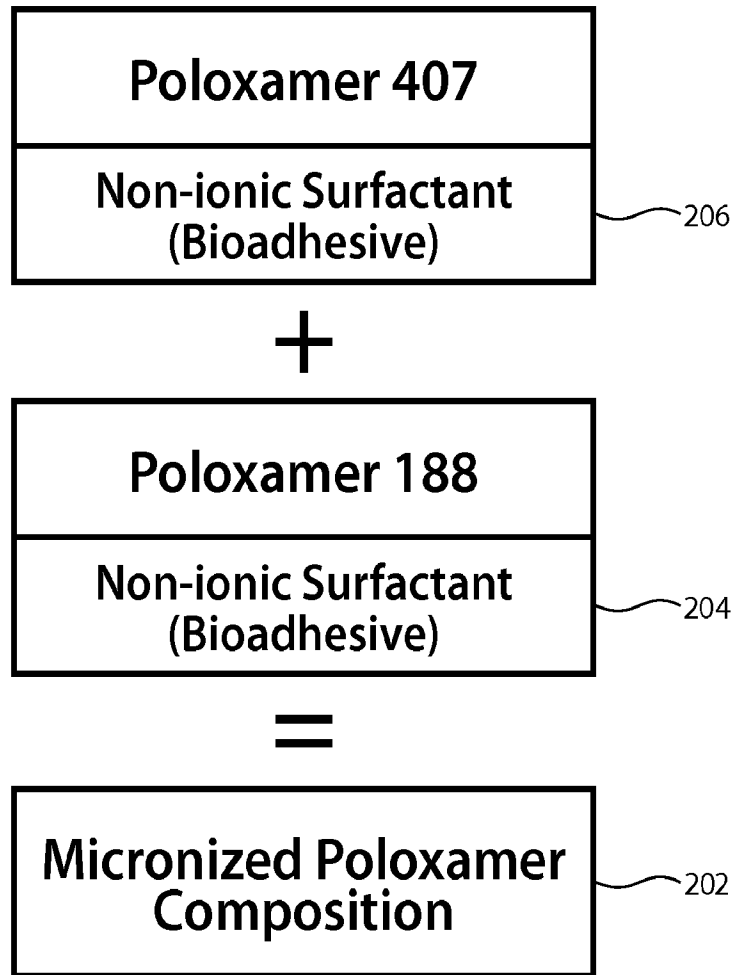 Poloxamer 407
Non-ionic Surfactant
(Bioadhesive)
206
+
Poloxamer 188
Non-ionic Surfactant
(Bioadhesive)
204
=
Micronized Poloxamer
Composition
202